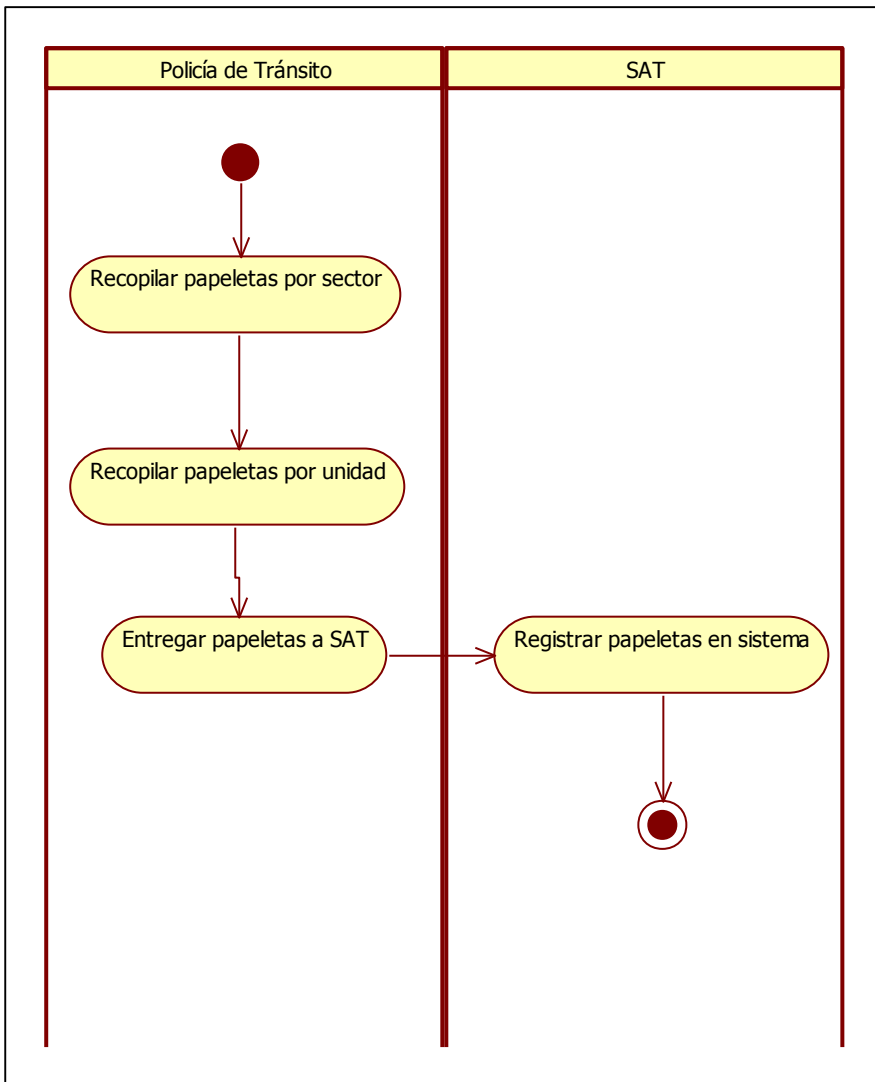 Policía de Tránsito
SAT
Recopilar papeletas por sector
Recopilar papeletas por unidad
Entregar papeletas a SAT
Registrar papeletas en sistema